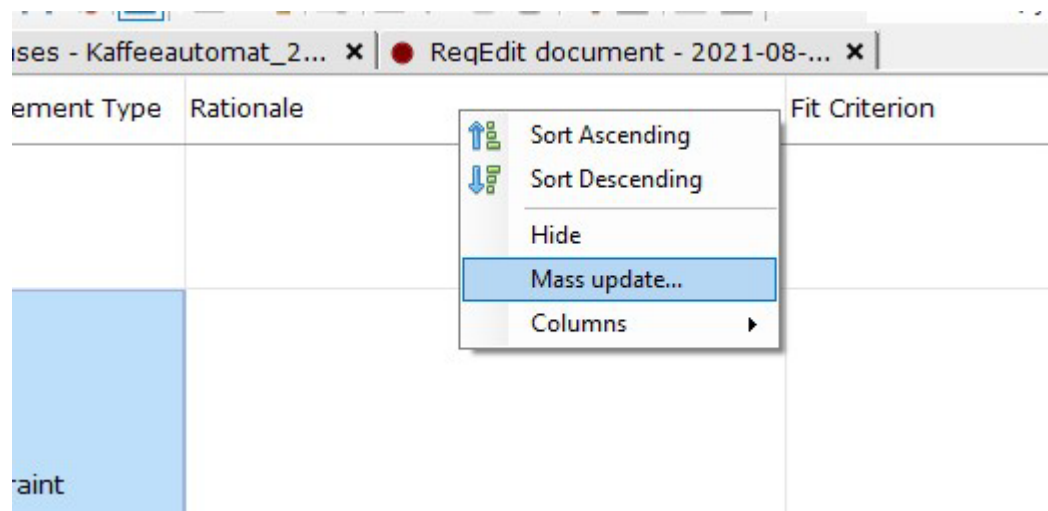 ases - Kaffeeautomat_2... × ReqEdit document - 2021-08-... ×
ement Type Rationale Fit Criterion
Sort Ascending
Sort Descending
Hide
Mass update...
Columns
raint